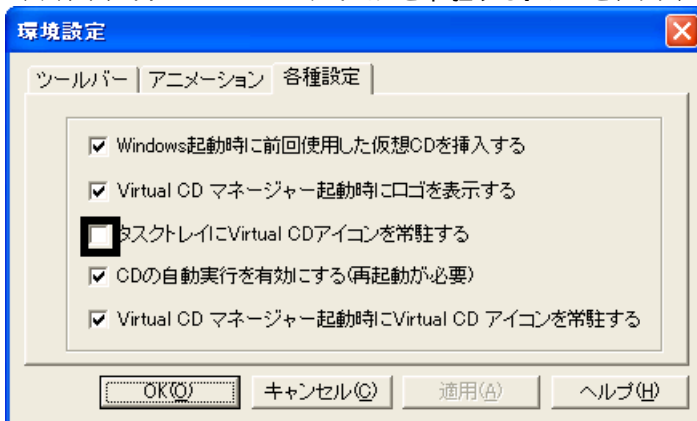 環境設定
ツールバー アニメーション 各種設定
Windows起動時に前回使用した仮想CDを挿入する
Virtual CD マネージャー起動時にロゴを表示する
タスクトレイにVirtual CDアイコンを常駐する
CDの自動実行を有効にする(再起動が必要)
Virtual CD マネージャー起動時にVirtual CD アイコンを常駐する
OK(O) キャンセル(C) 適用(A) ヘルプ(H)